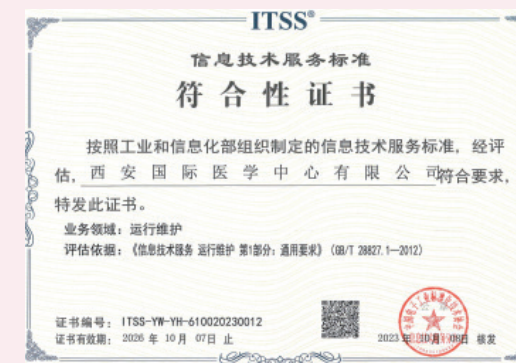 ITSS®
信息技术服务标准
符合性证书
按照工业和信息化部组织制定的信息技术服务标准，经评
估，西安国际医学中心有限公司符合要求，
特发此证书。
业务领域：运行维护
评估依据：《信息技术服务 运行维护 第1部分：通用要求》（GB/T 28827.1—2012）
证书编号：ITSS-YW-YH-610020230012
证书有效期：2026 年 10 月 07日 止
2023 年 10 月 08日 核发